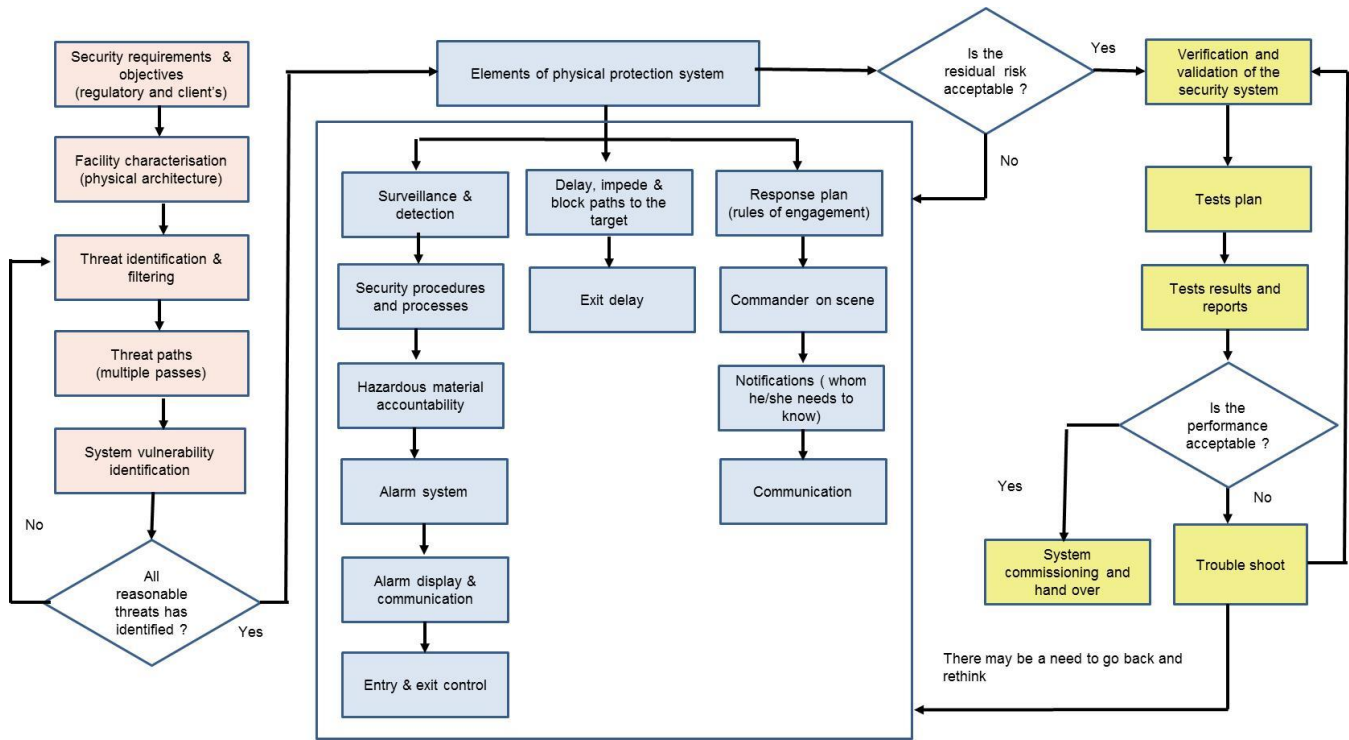 Security requirements &
objectives
(regulatory and client's)
Facility characterisation
(physical architecture)
Threat identification &
filtering
Threat paths
(multiple passes)
System vulnerability
identification
No
All
reasonable
threats has
identified ?
Yes
Elements of physical protection system
Surveillance &
detection
Security procedures
and processes
Hazardous material
accountability
Alarm system
Alarm display &
communication
Entry & exit control
Delay, impede &
block paths to the
target
Exit delay
Response plan
(rules of engagement)
Commander on scene
Notifications ( whom
he/she needs to
know)
Communication
Is the
residual risk
acceptable ?
Yes
No
Verification and
validation of the
security system
Tests plan
Tests results and
reports
Is the
performance
acceptable ?
Yes
No
System
commissioning and
hand over
Trouble shoot
There may be a need to go back and
rethink